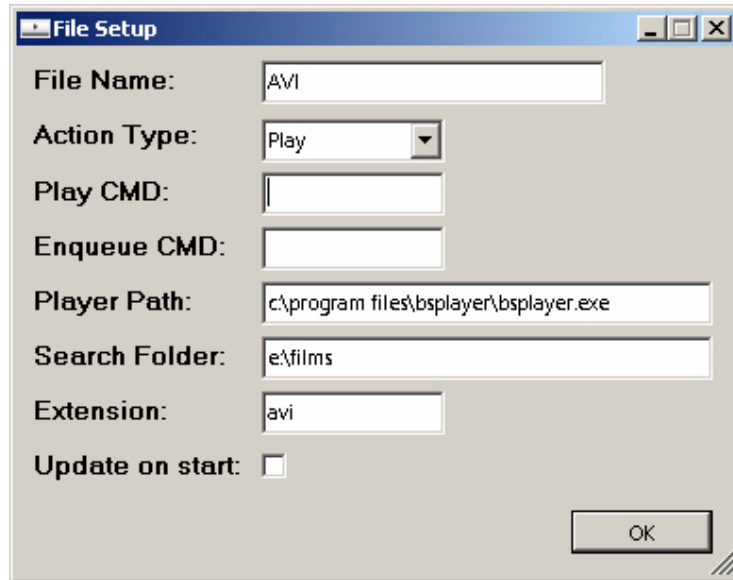 File Setup
File Name: AVI
Action Type: Play
Play CMD:
Enqueue CMD:
Player Path: c:\program files\bsplayer\bsplayer.exe
Search Folder: e:\films
Extension: avi
Update on start:
OK